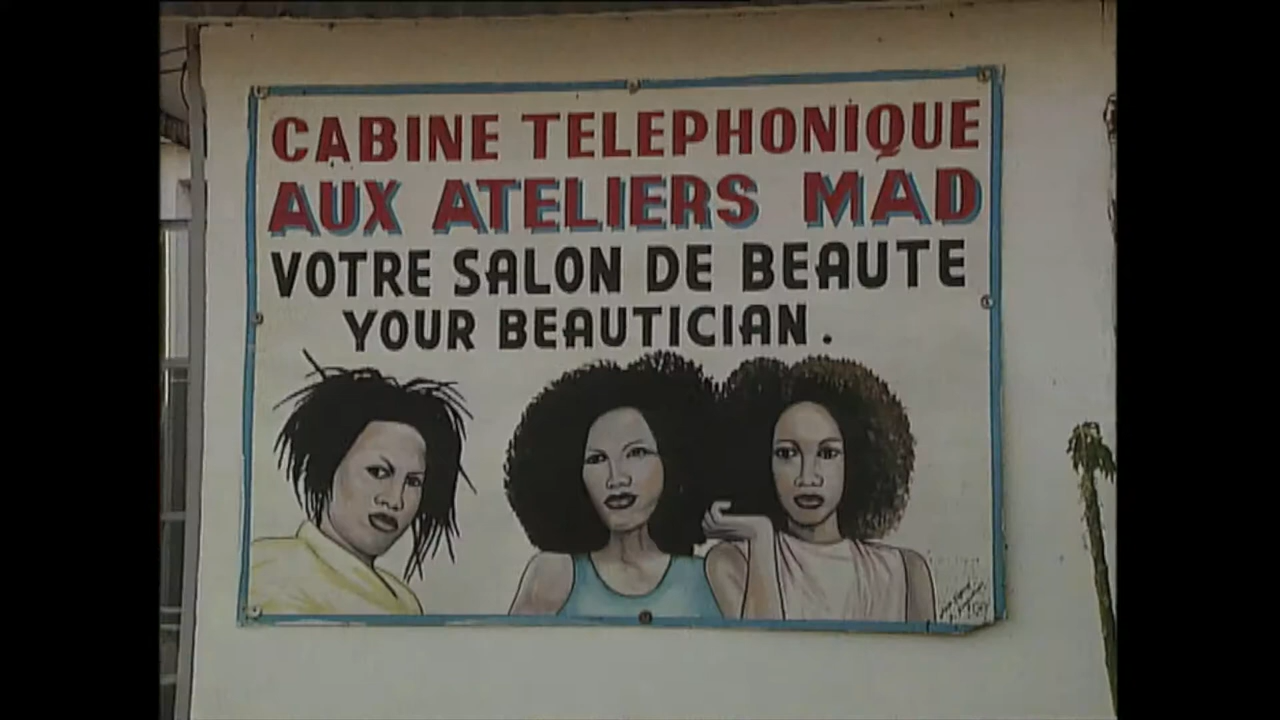 CABINE TELEPHONIQUE
AUX ATELIERS MAD
VOTRE SALON DE BEAUTE
YOUR BEAUTICIAN.